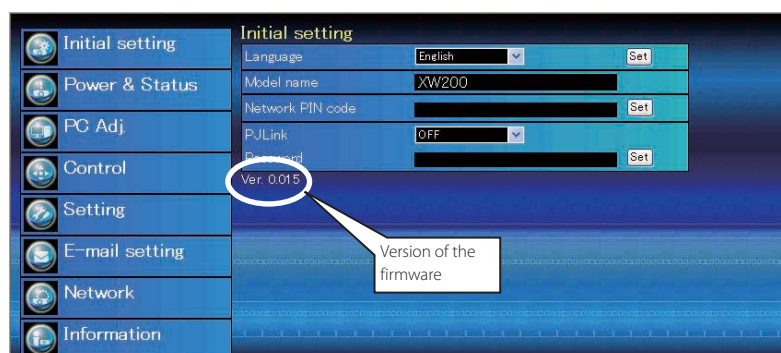 Initial setting
Power & Status
PC Adj.
Control
Setting
E-mail setting
Network
Information
Initial setting
Language English Set
Model name XW200
Network PIN code Set
PJLink OFF
Password Set
Ver. 0.015
Version of the
firmware